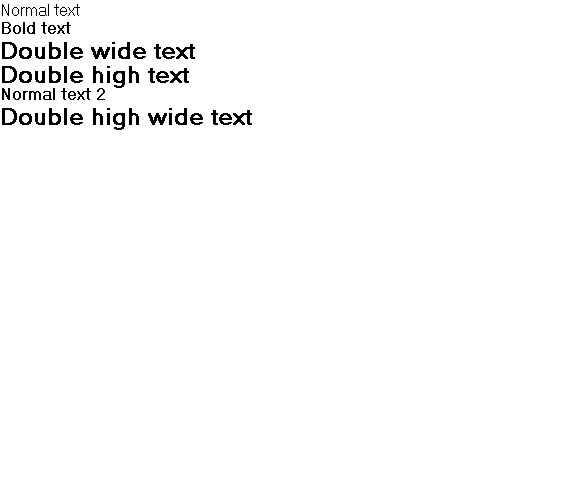 Normal text
Bold text
Double wide text
Double high text
Normal text 2
Double high wide text